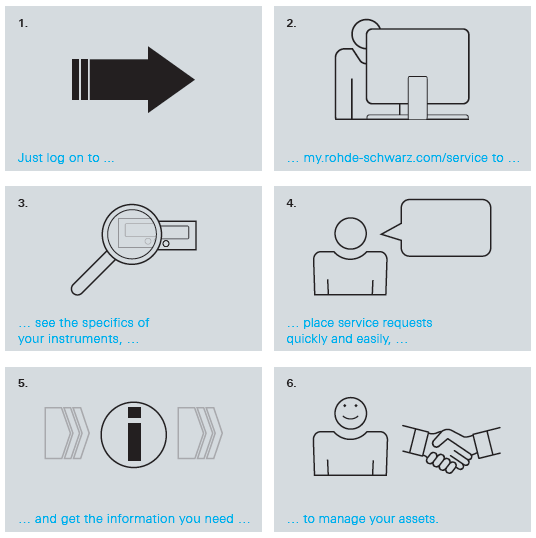 1.
Just log on to ...
2.
... my.rohde-schwarz.com/service to ...
3.
... see the specifics of
your instruments, ...
4.
... place service requests
quickly and easily, ...
5.
i
... and get the information you need ...
6.
... to manage your assets.